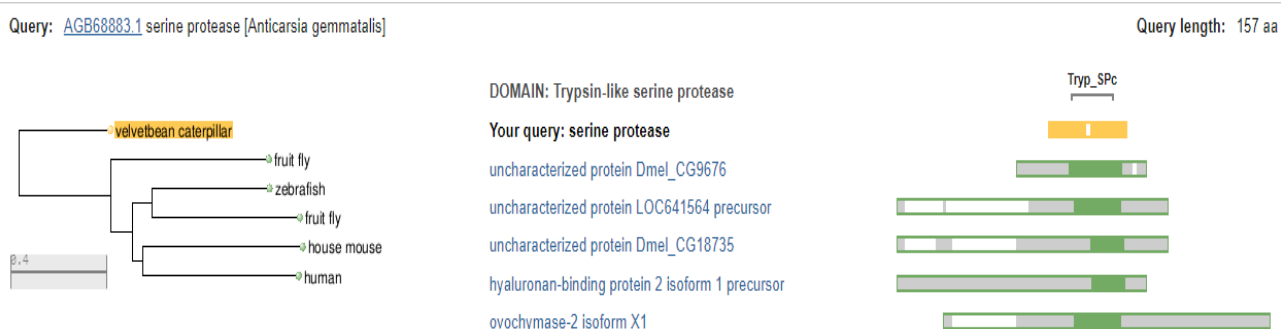 Query: AGB68883.1 serine protease [Anticarsia gemmatalis] Query length: 157 aa
Tryp_SPc
DOMAIN: Trypsin-like serine protease
velvetbean caterpillar Your query: serine protease
fruit fly uncharacterized protein Dmel_CG9676
zebrafish uncharacterized protein LOC641564 precursor
fruit fly uncharacterized protein Dmel_CG18735
house mouse hyaluronan-binding protein 2 isoform 1 precursor
human ovochymase-2 isoform X1
0.4